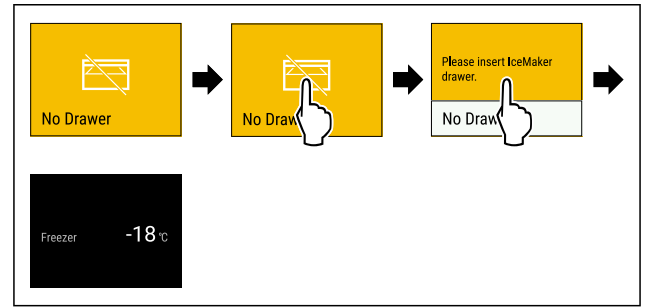 No Drawer
No Draw
Please insert IceMaker
drawer.
No Draw
Freezer -18 °C